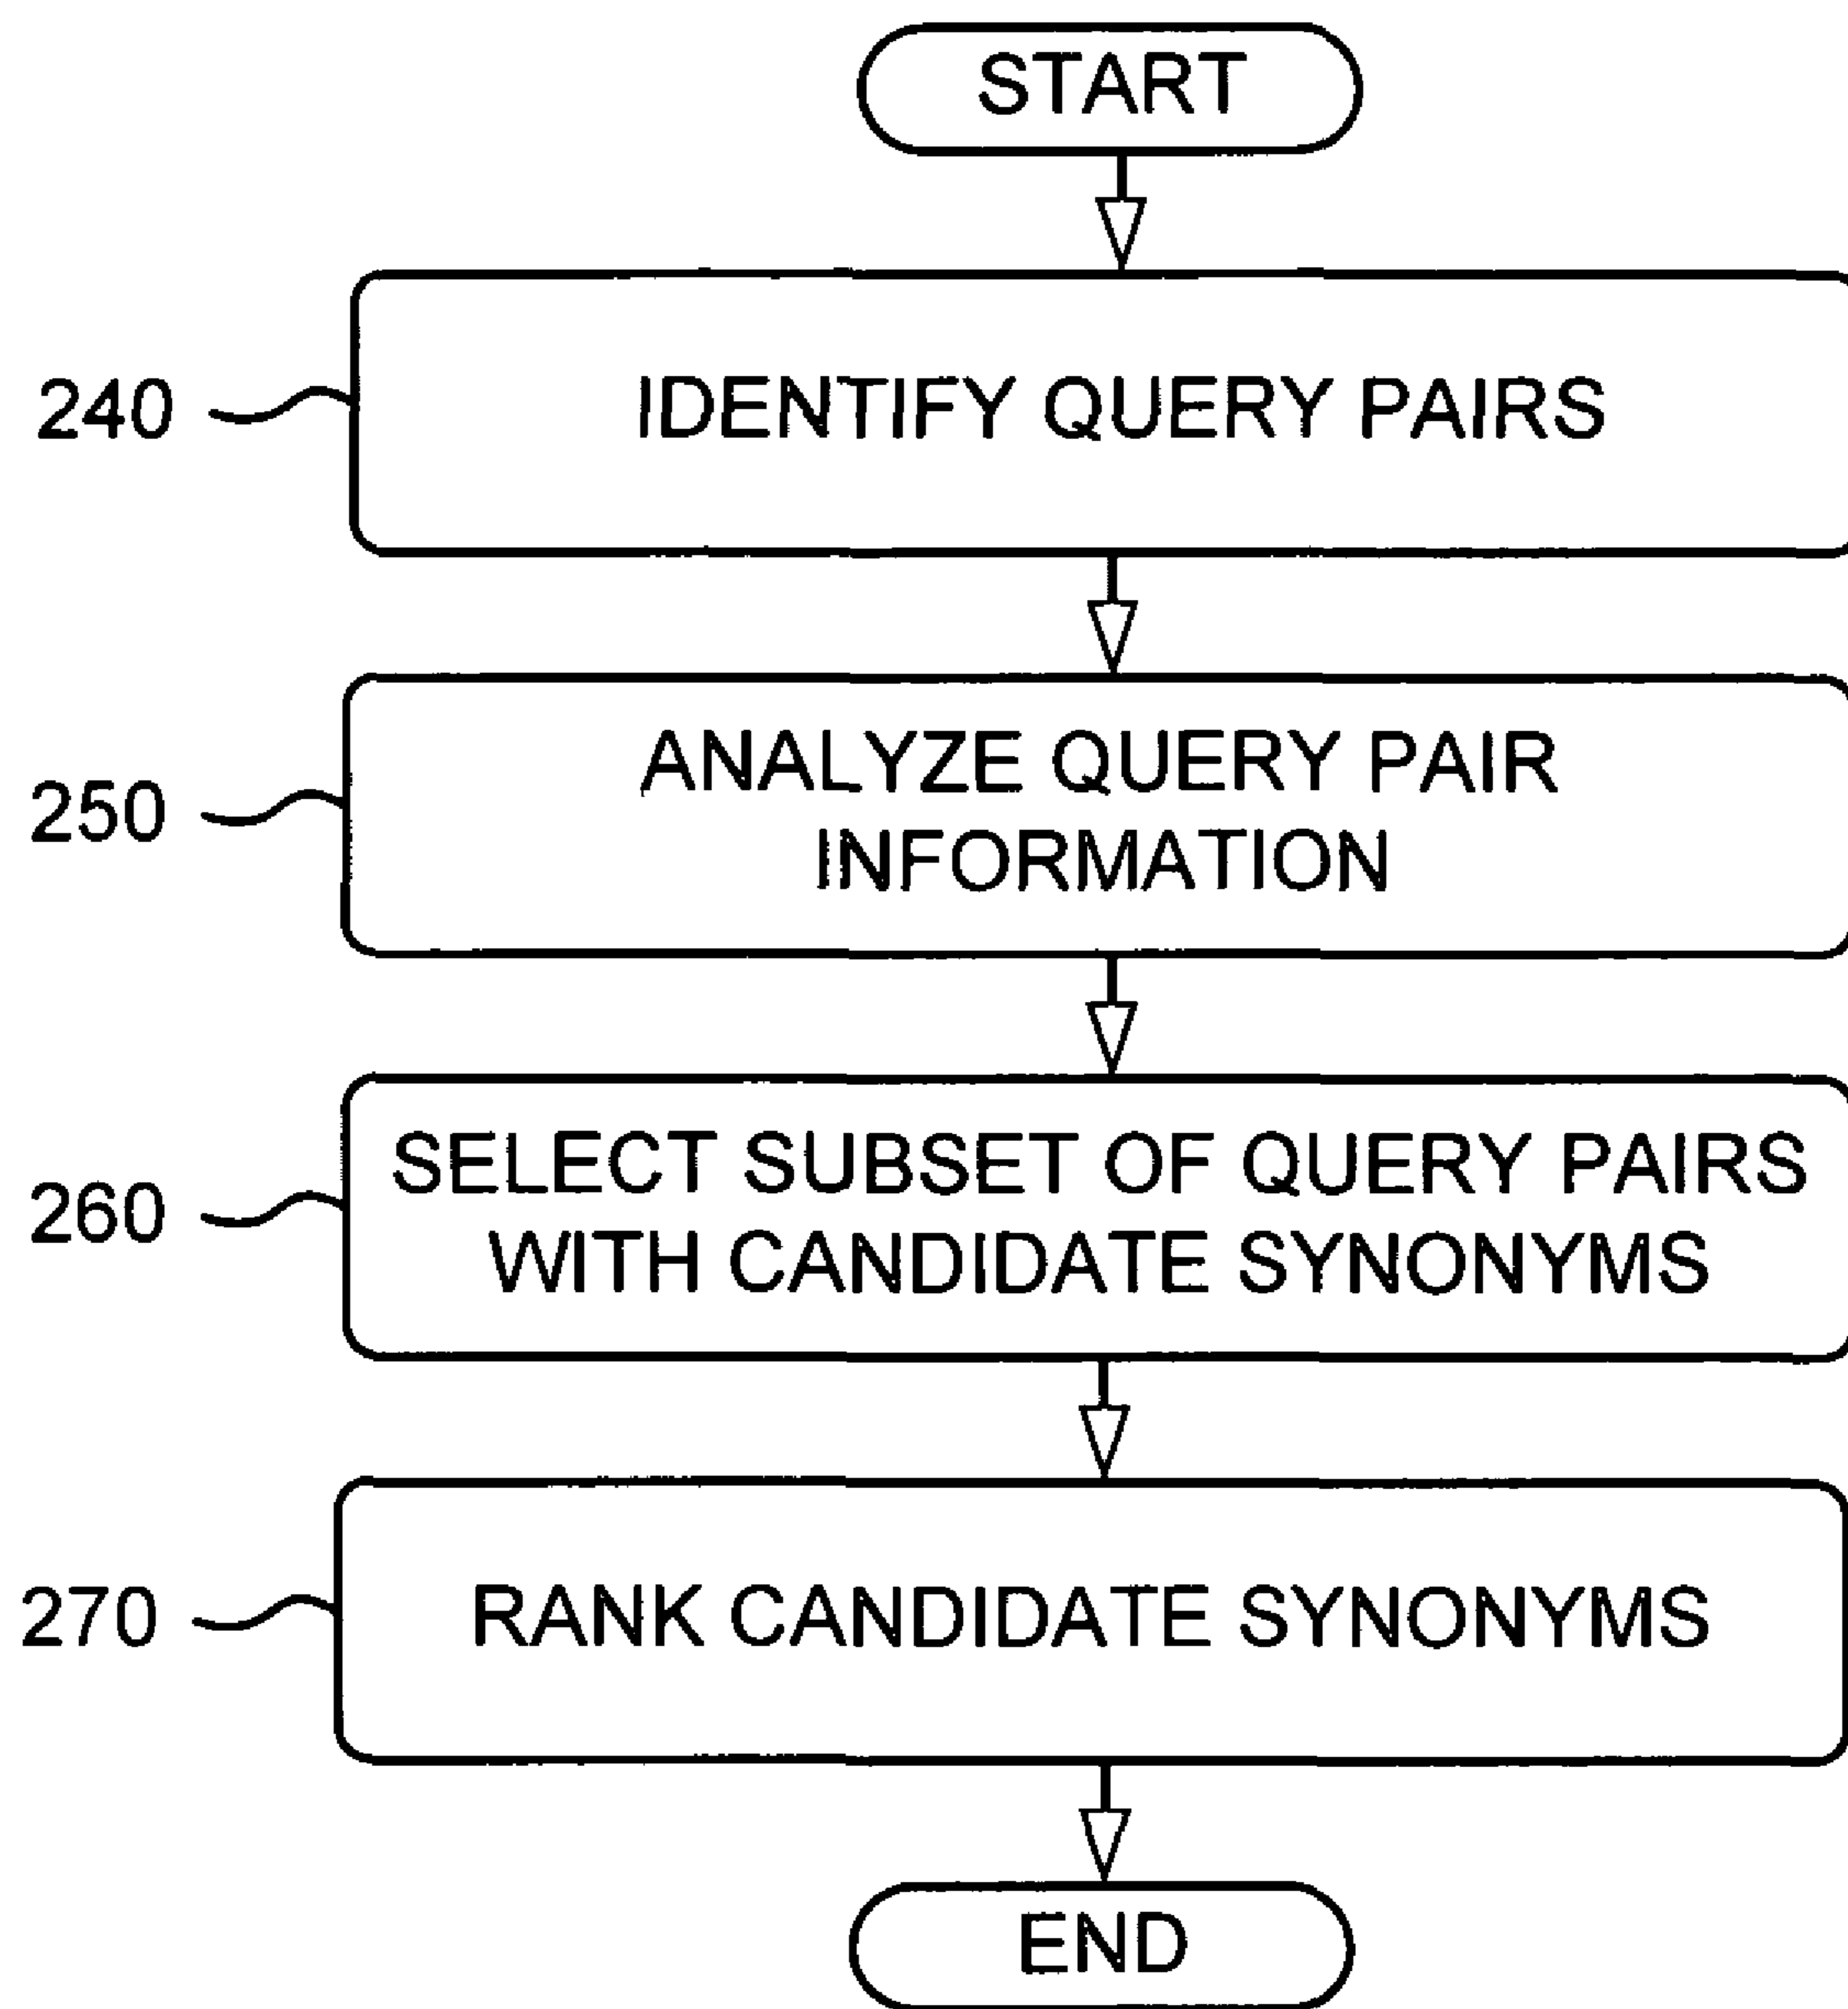 START
240
IDENTIFY QUERY PAIRS
250
ANALYZE QUERY PAIR
INFORMATION
260
SELECT SUBSET OF QUERY PAIRS
WITH CANDIDATE SYNONYMS
270
RANK CANDIDATE SYNONYMS
END